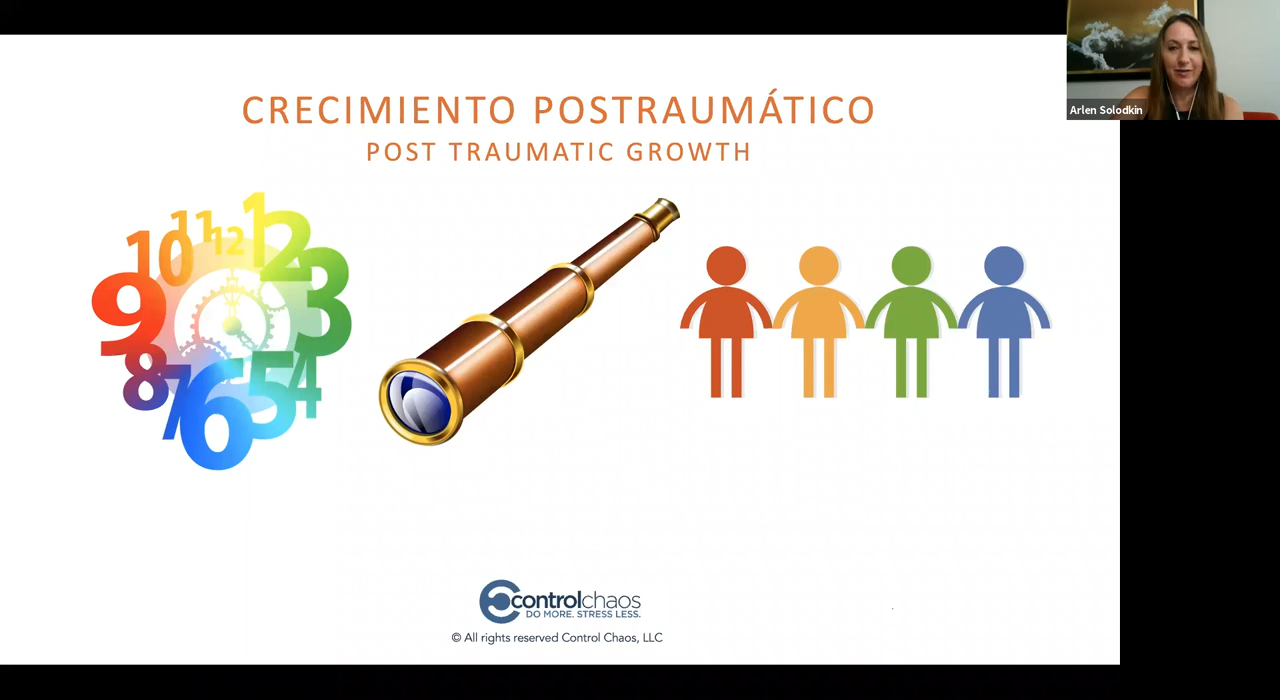 CRECIMIENTO POSTRAUMÁTICO
POST TRAUMATIC GROWTH
Arlen Solodkin
12
1
2
3
4
5
6
7
8
9
10
11
controlchaos
DO MORE. STRESS LESS.
© All rights reserved Control Chaos, LLC